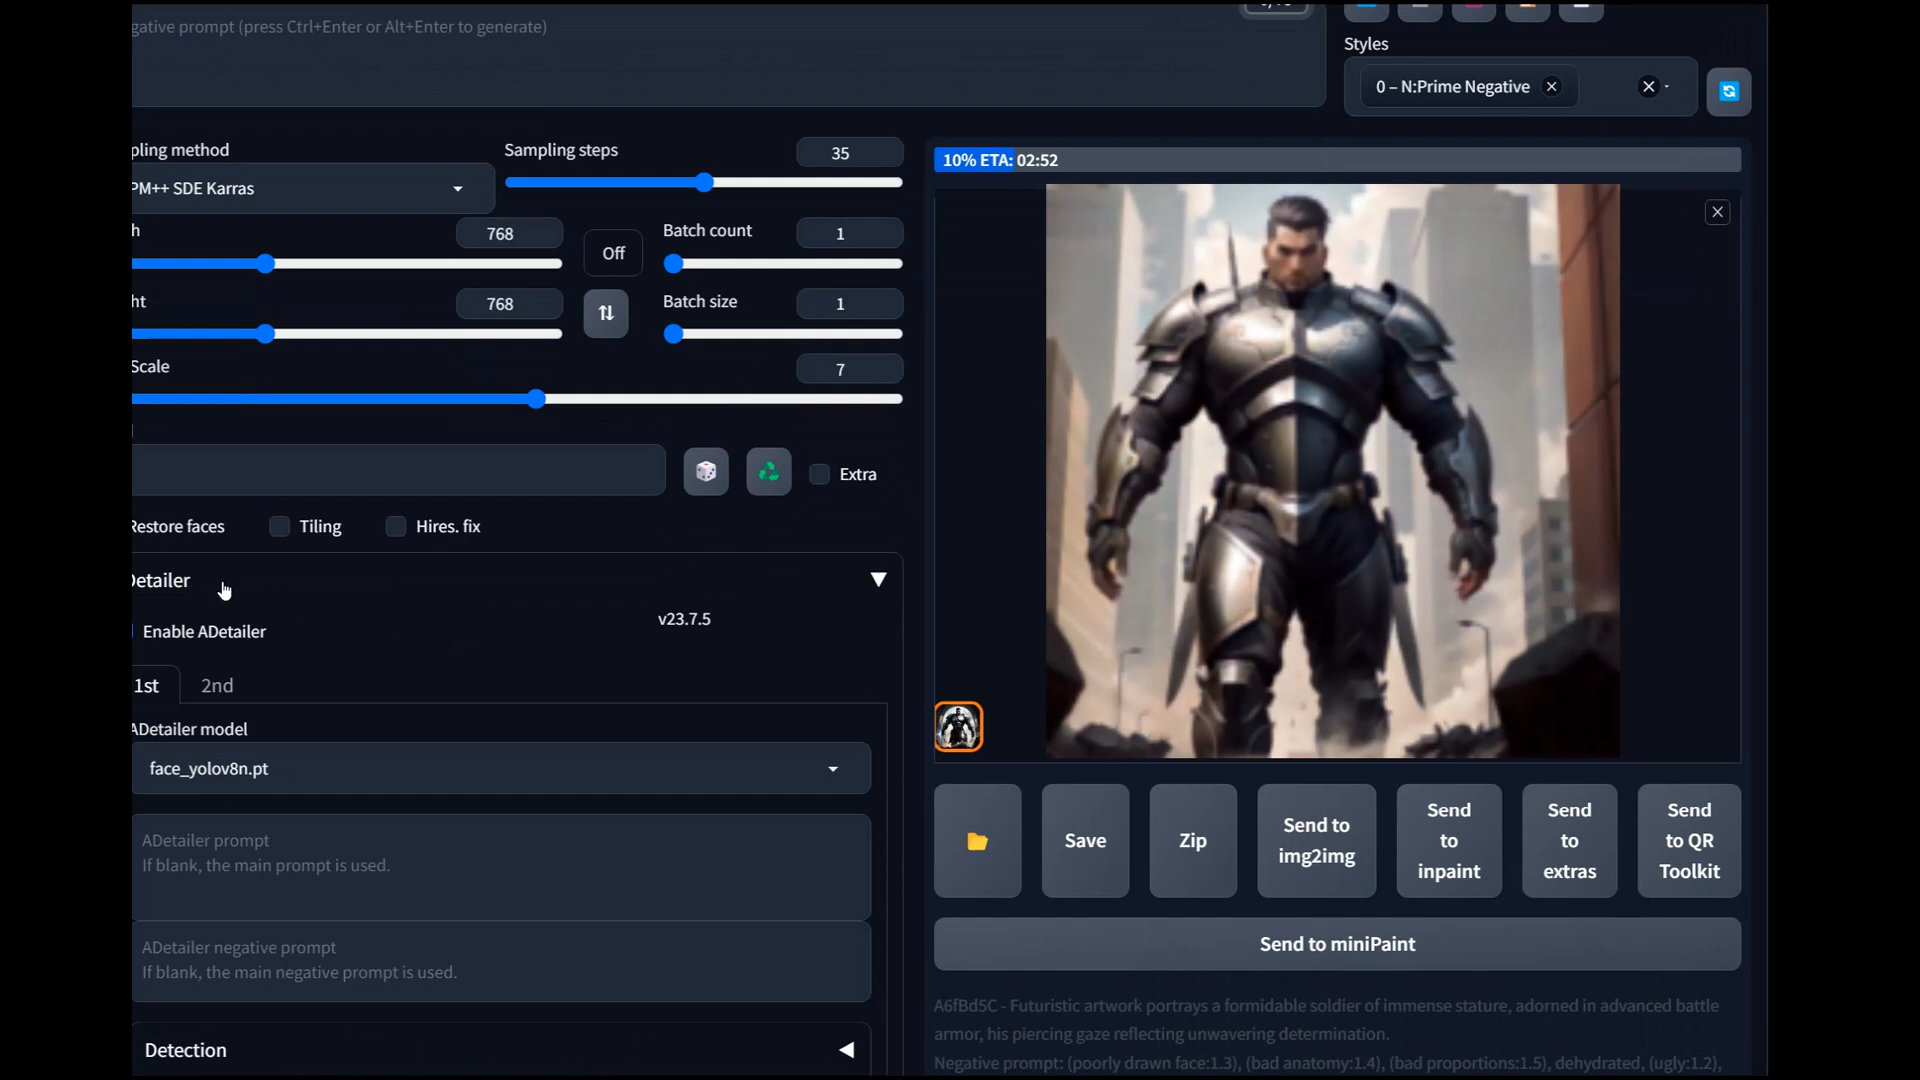 gative prompt (press Ctrl+Enter or Alt+Enter to generate)
Styles
0 – N:Prime Negative
pling method
PM++ SDE Karras
Sampling steps
35
10% ETA: 02:52
h
768
Off
Batch count
1
ht
768
Batch size
1
Scale
7
Extra
Restore faces
Tiling
Hires. fix
Detailer
v23.7.5
Enable ADetailer
1st
2nd
ADetailer model
face_yolov8n.pt
ADetailer prompt
If blank, the main prompt is used.
ADetailer negative prompt
If blank, the main negative prompt is used.
Detection
Save
Zip
Send to
img2img
Send
to
inpaint
Send
to
extras
Send
to QR
Toolkit
Send to miniPaint
A6fBd5C - Futuristic artwork portrays a formidable soldier of immense stature, adorned in advanced battle
armor, his piercing gaze reflecting unwavering determination.
Negative prompt: (poorly drawn face:1.3), (bad anatomy:1.4), (bad proportions:1.5), dehydrated, (ugly:1.2),